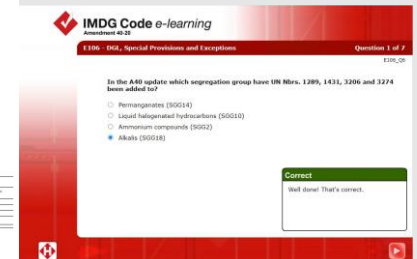 IMDG Code e-learning
Amendment 40-20
E106 - DGL, Special Provisions and Exceptions
Question 1 of 7
E106_Q6
In the A40 update which segregation group have UN Nbrs. 1289, 1431, 3206 and 3274
been added to?
Permanganates (SGG14)
Liquid halogenated hydrocarbons (SGG10)
Ammonium compounds (SGG2)
Alkalis (SGG18)
Correct
Well done! That's correct.